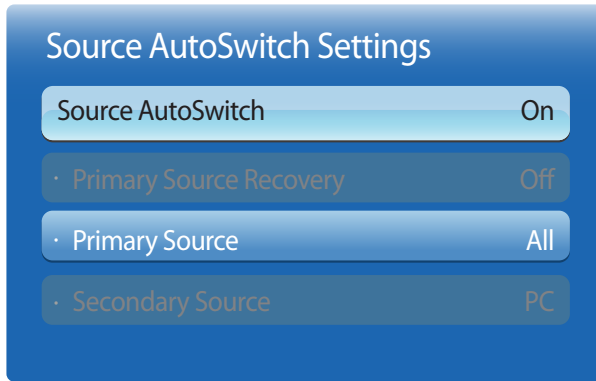 Source AutoSwitch Settings
Source AutoSwitch On
· Primary Source Recovery Off
· Primary Source All
· Secondary Source PC